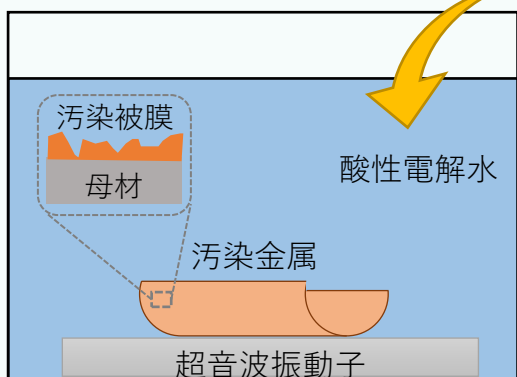 汚染被膜
母材
酸性電解水
汚染金属
超音波振動子